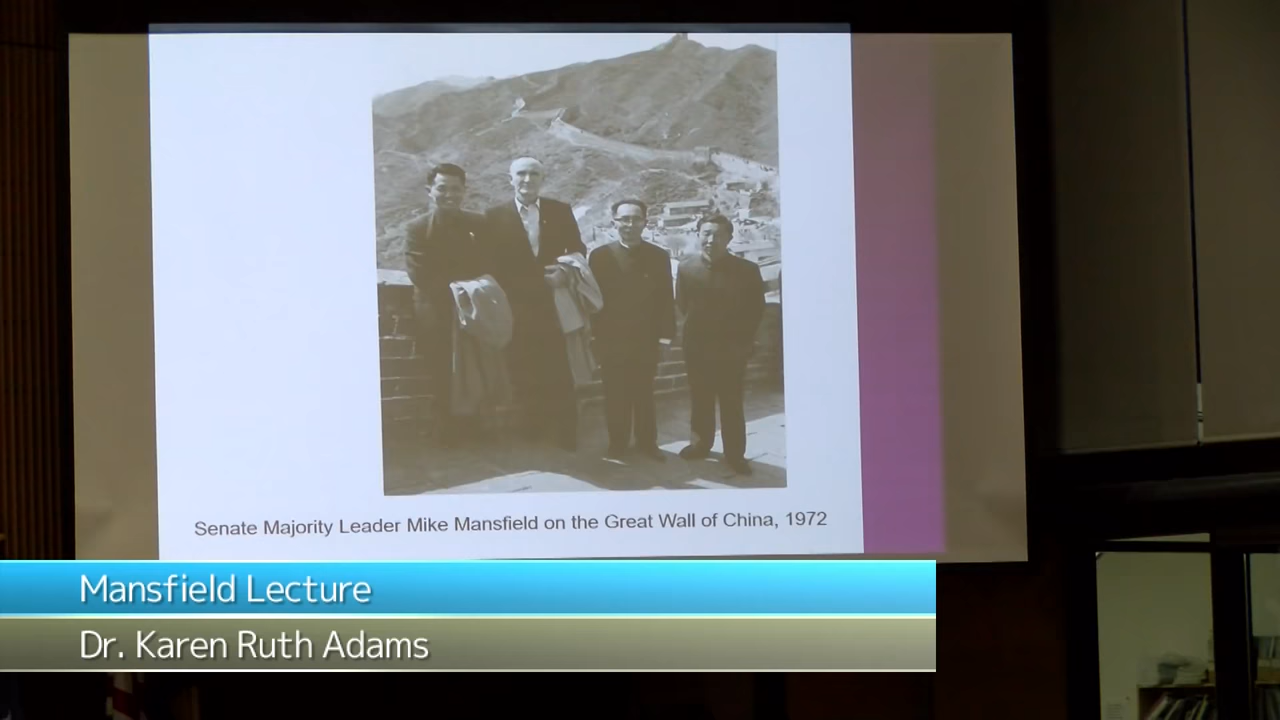 Senate Majority Leader Mike Mansfield on the Great Wall of China, 1972
Mansfield Lecture
Dr. Karen Ruth Adams